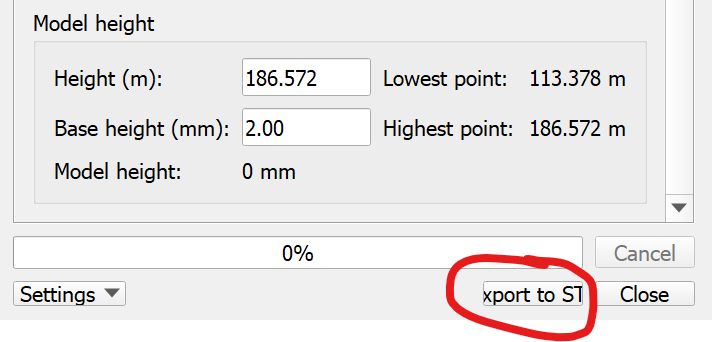 Model height
Height (m): 186.572 Lowest point: 113.378 m
Base height (mm): 2.00 Highest point: 186.572 m
Model height: 0 mm
0% Cancel
Settings xport to ST Close